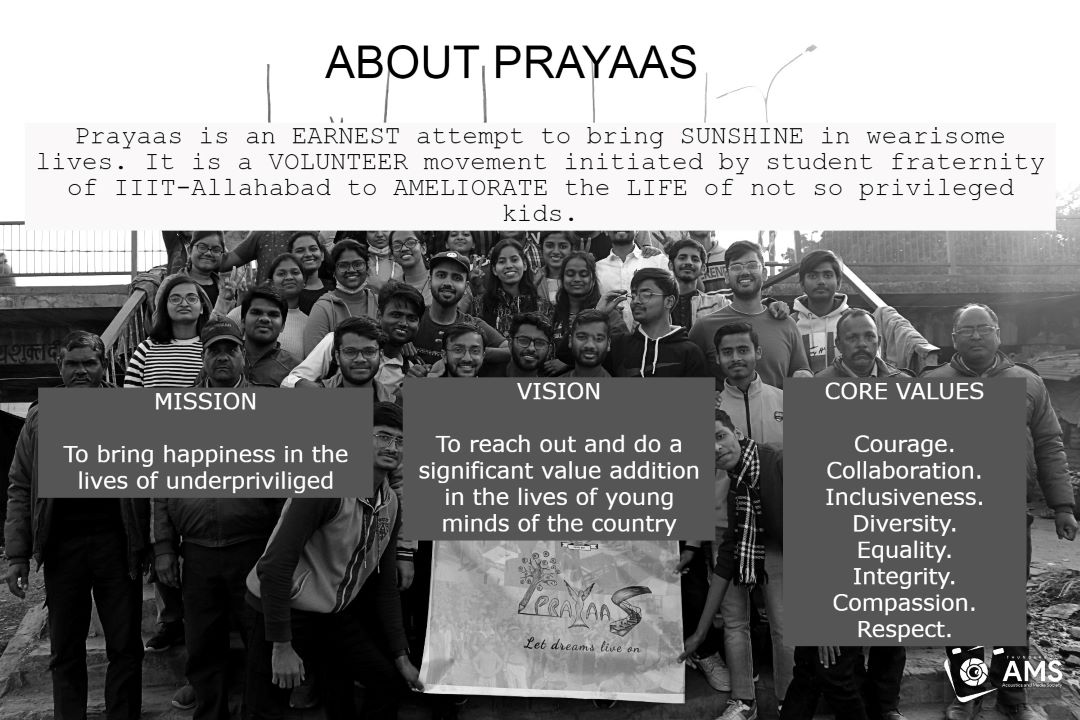 ABOUT PRAYAAS
Prayaas is an EARNEST attempt to bring SUNSHINE in wearisome
lives. It is a VOLUNTEER movement initiated by student fraternity
of IIIT-Allahabad to AMELIORATE the LIFE of not so privileged
kids.
MISSION
To bring happiness in the
lives of underpriviliged
VISION
To reach out and do a
significant value addition
in the lives of young
minds of the country
CORE VALUES
Courage.
Collaboration.
Inclusiveness.
Diversity.
Equality.
Integrity.
Compassion.
Respect.
PRAYAAS
Let dreams live on
AMS
Acoustics and Media Society